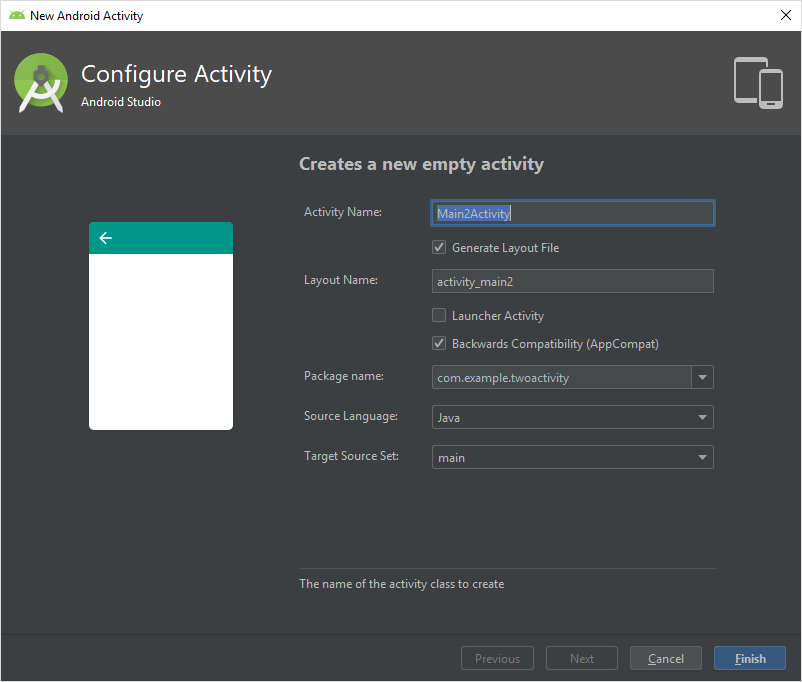 New Android Activity
Configure Activity
Android Studio
Creates a new empty activity
Activity Name:
Main2Activity
Generate Layout File
Layout Name:
activity_main2
Launcher Activity
Backwards Compatibility (AppCompat)
Package name:
com.example.twoactivity
Source Language:
Java
Target Source Set:
main
The name of the activity class to create
Previous
Next
Cancel
Finish